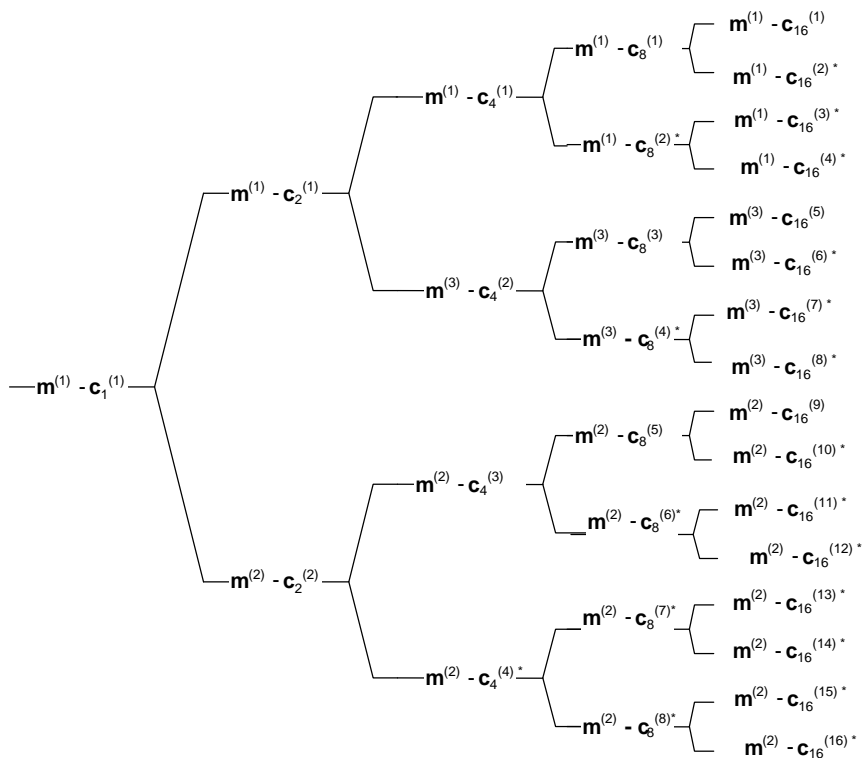 m⁽¹⁾ - c₁₆⁽¹⁾
m⁽¹⁾ - c₈⁽¹⁾
m⁽¹⁾ - c₁₆⁽²⁾ *
m⁽¹⁾ - c₄⁽¹⁾
m⁽¹⁾ - c₁₆⁽³⁾ *
m⁽¹⁾ - c₈⁽²⁾ *
m⁽¹⁾ - c₁₆⁽⁴⁾ *
m⁽¹⁾ - c₂⁽¹⁾
m⁽³⁾ - c₁₆⁽⁵⁾
m⁽³⁾ - c₈⁽³⁾
m⁽³⁾ - c₁₆⁽⁶⁾ *
m⁽³⁾ - c₄⁽²⁾
m⁽³⁾ - c₁₆⁽⁷⁾ *
m⁽³⁾ - c₈⁽⁴⁾ *
m⁽³⁾ - c₁₆⁽⁸⁾ *
m⁽¹⁾ - c₁⁽¹⁾
m⁽²⁾ - c₁₆⁽⁹⁾
m⁽²⁾ - c₈⁽⁵⁾
m⁽²⁾ - c₁₆⁽¹⁰⁾ *
m⁽²⁾ - c₄⁽³⁾
m⁽²⁾ - c₁₆⁽¹¹⁾ *
m⁽²⁾ - c₈⁽⁶⁾*
m⁽²⁾ - c₁₆⁽¹²⁾ *
m⁽²⁾ - c₂⁽²⁾
m⁽²⁾ - c₁₆⁽¹³⁾ *
m⁽²⁾ - c₈⁽⁷⁾*
m⁽²⁾ - c₁₆⁽¹⁴⁾ *
m⁽²⁾ - c₄⁽⁴⁾ *
m⁽²⁾ - c₁₆⁽¹⁵⁾ *
m⁽²⁾ - c₈⁽⁸⁾*
m⁽²⁾ - c₁₆⁽¹⁶⁾ *